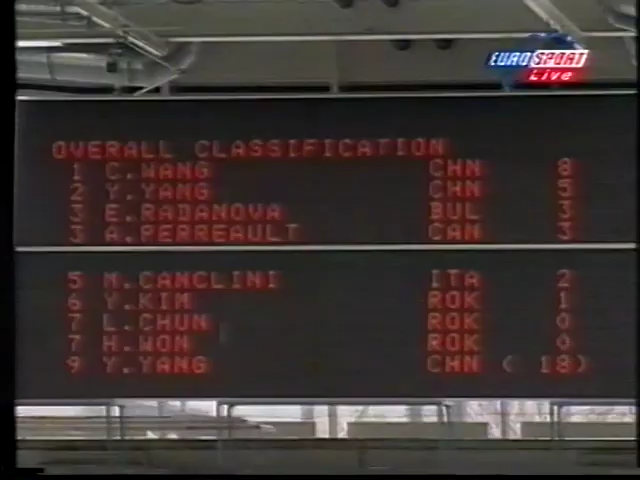 EUROSPORT
Live
OVERALL CLASSIFICATION
1 C.WANG CHN 8
2 Y.YANG CHN 5
3 E.RADANOVA BUL 3
3 A.PERREAULT CAN 3
5 M.CANCLINI ITA 2
6 Y.KIM ROK 1
7 L.CHUN ROK 0
7 H.WON ROK 0
9 Y.YANG CHN ( 18)